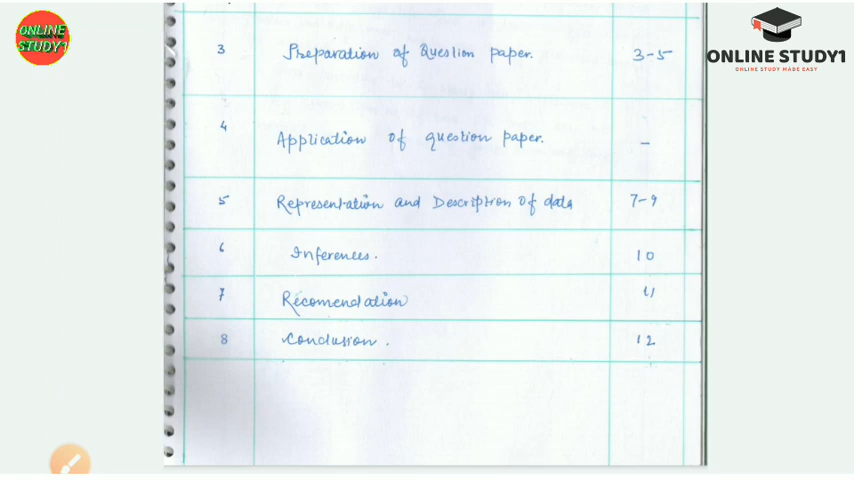 ONLINE
STUDY1
ONLINE STUDY1
ONLINE STUDY MADE EASY
3 Preparation of Question paper. 3-5
4 Application of question paper. -
5 Representation and Description of data 7-9
6 Inferences. 10
7 Recomendation 11
8 Conclusion. 12